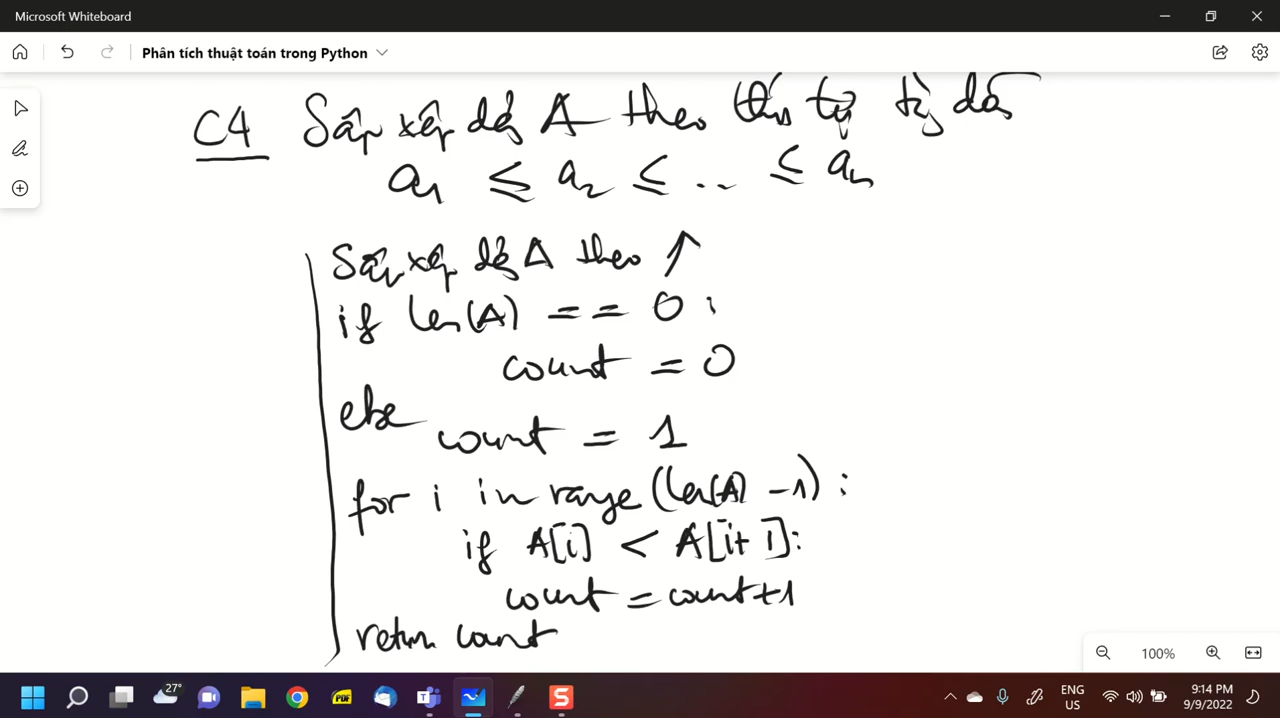 Microsoft Whiteboard
Phân tích thuật toán trong Python
C4 Sắp xếp dãy A theo thứ tự từ dần
a1 ≤ a2 ≤ .. ≤ an
Sắp xếp dãy A theo ↑
if len(A) == 0 :
count = 0
else
count = 1
for i in range (len(A) -1) :
if A[i] < A[i+1]:
count = count+1
return count
100%
27°
ENG
US
9:14 PM
9/9/2022